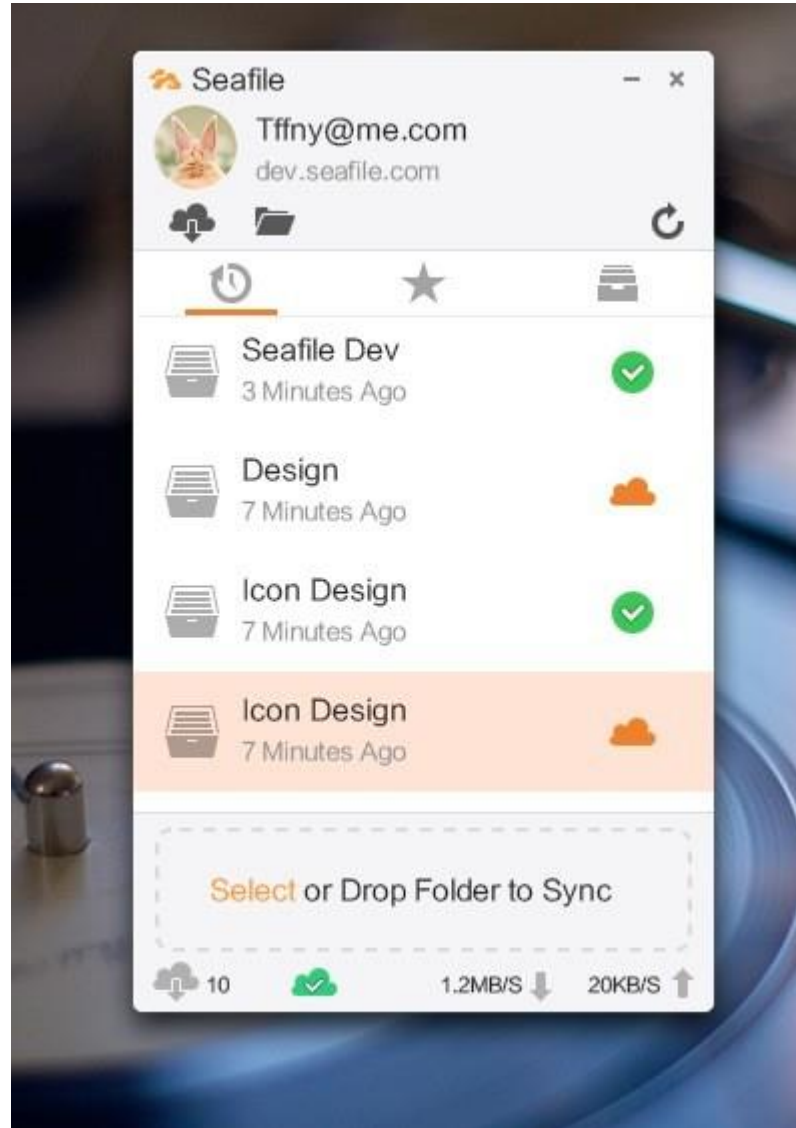 Seafile
Tffny@me.com
dev.seafile.com
Seafile Dev
3 Minutes Ago
Design
7 Minutes Ago
Icon Design
7 Minutes Ago
Icon Design
7 Minutes Ago
Select or Drop Folder to Sync
10 1.2MB/S 20KB/S